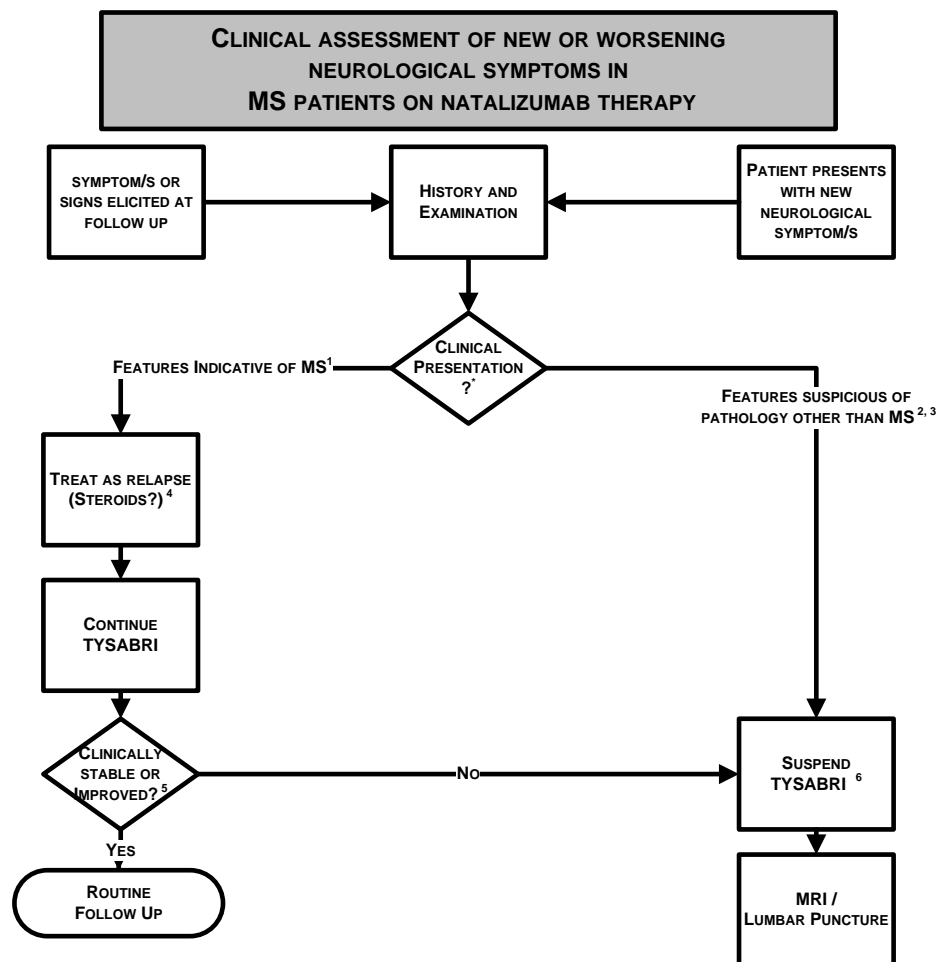 CLINICAL ASSESSMENT OF NEW OR WORSENING
NEUROLOGICAL SYMPTOMS IN
MS PATIENTS ON NATALIZUMAB THERAPY
SYMPTOM/S OR
SIGNS ELICITED AT
FOLLOW UP
HISTORY AND
EXAMINATION
PATIENT PRESENTS
WITH NEW
NEUROLOGICAL
SYMPTOM/S
CLINICAL
PRESENTATION
?*
FEATURES INDICATIVE OF MS1
FEATURES SUSPICIOUS OF
PATHOLOGY OTHER THAN MS 2, 3
TREAT AS RELAPSE
(STEROIDS?) 4
CONTINUE
TYSABRI
CLINICALLY
STABLE OR
IMPROVED? 5
NO
SUSPEND
TYSABRI 6
YES
ROUTINE
FOLLOW UP
MRI /
LUMBAR PUNCTURE